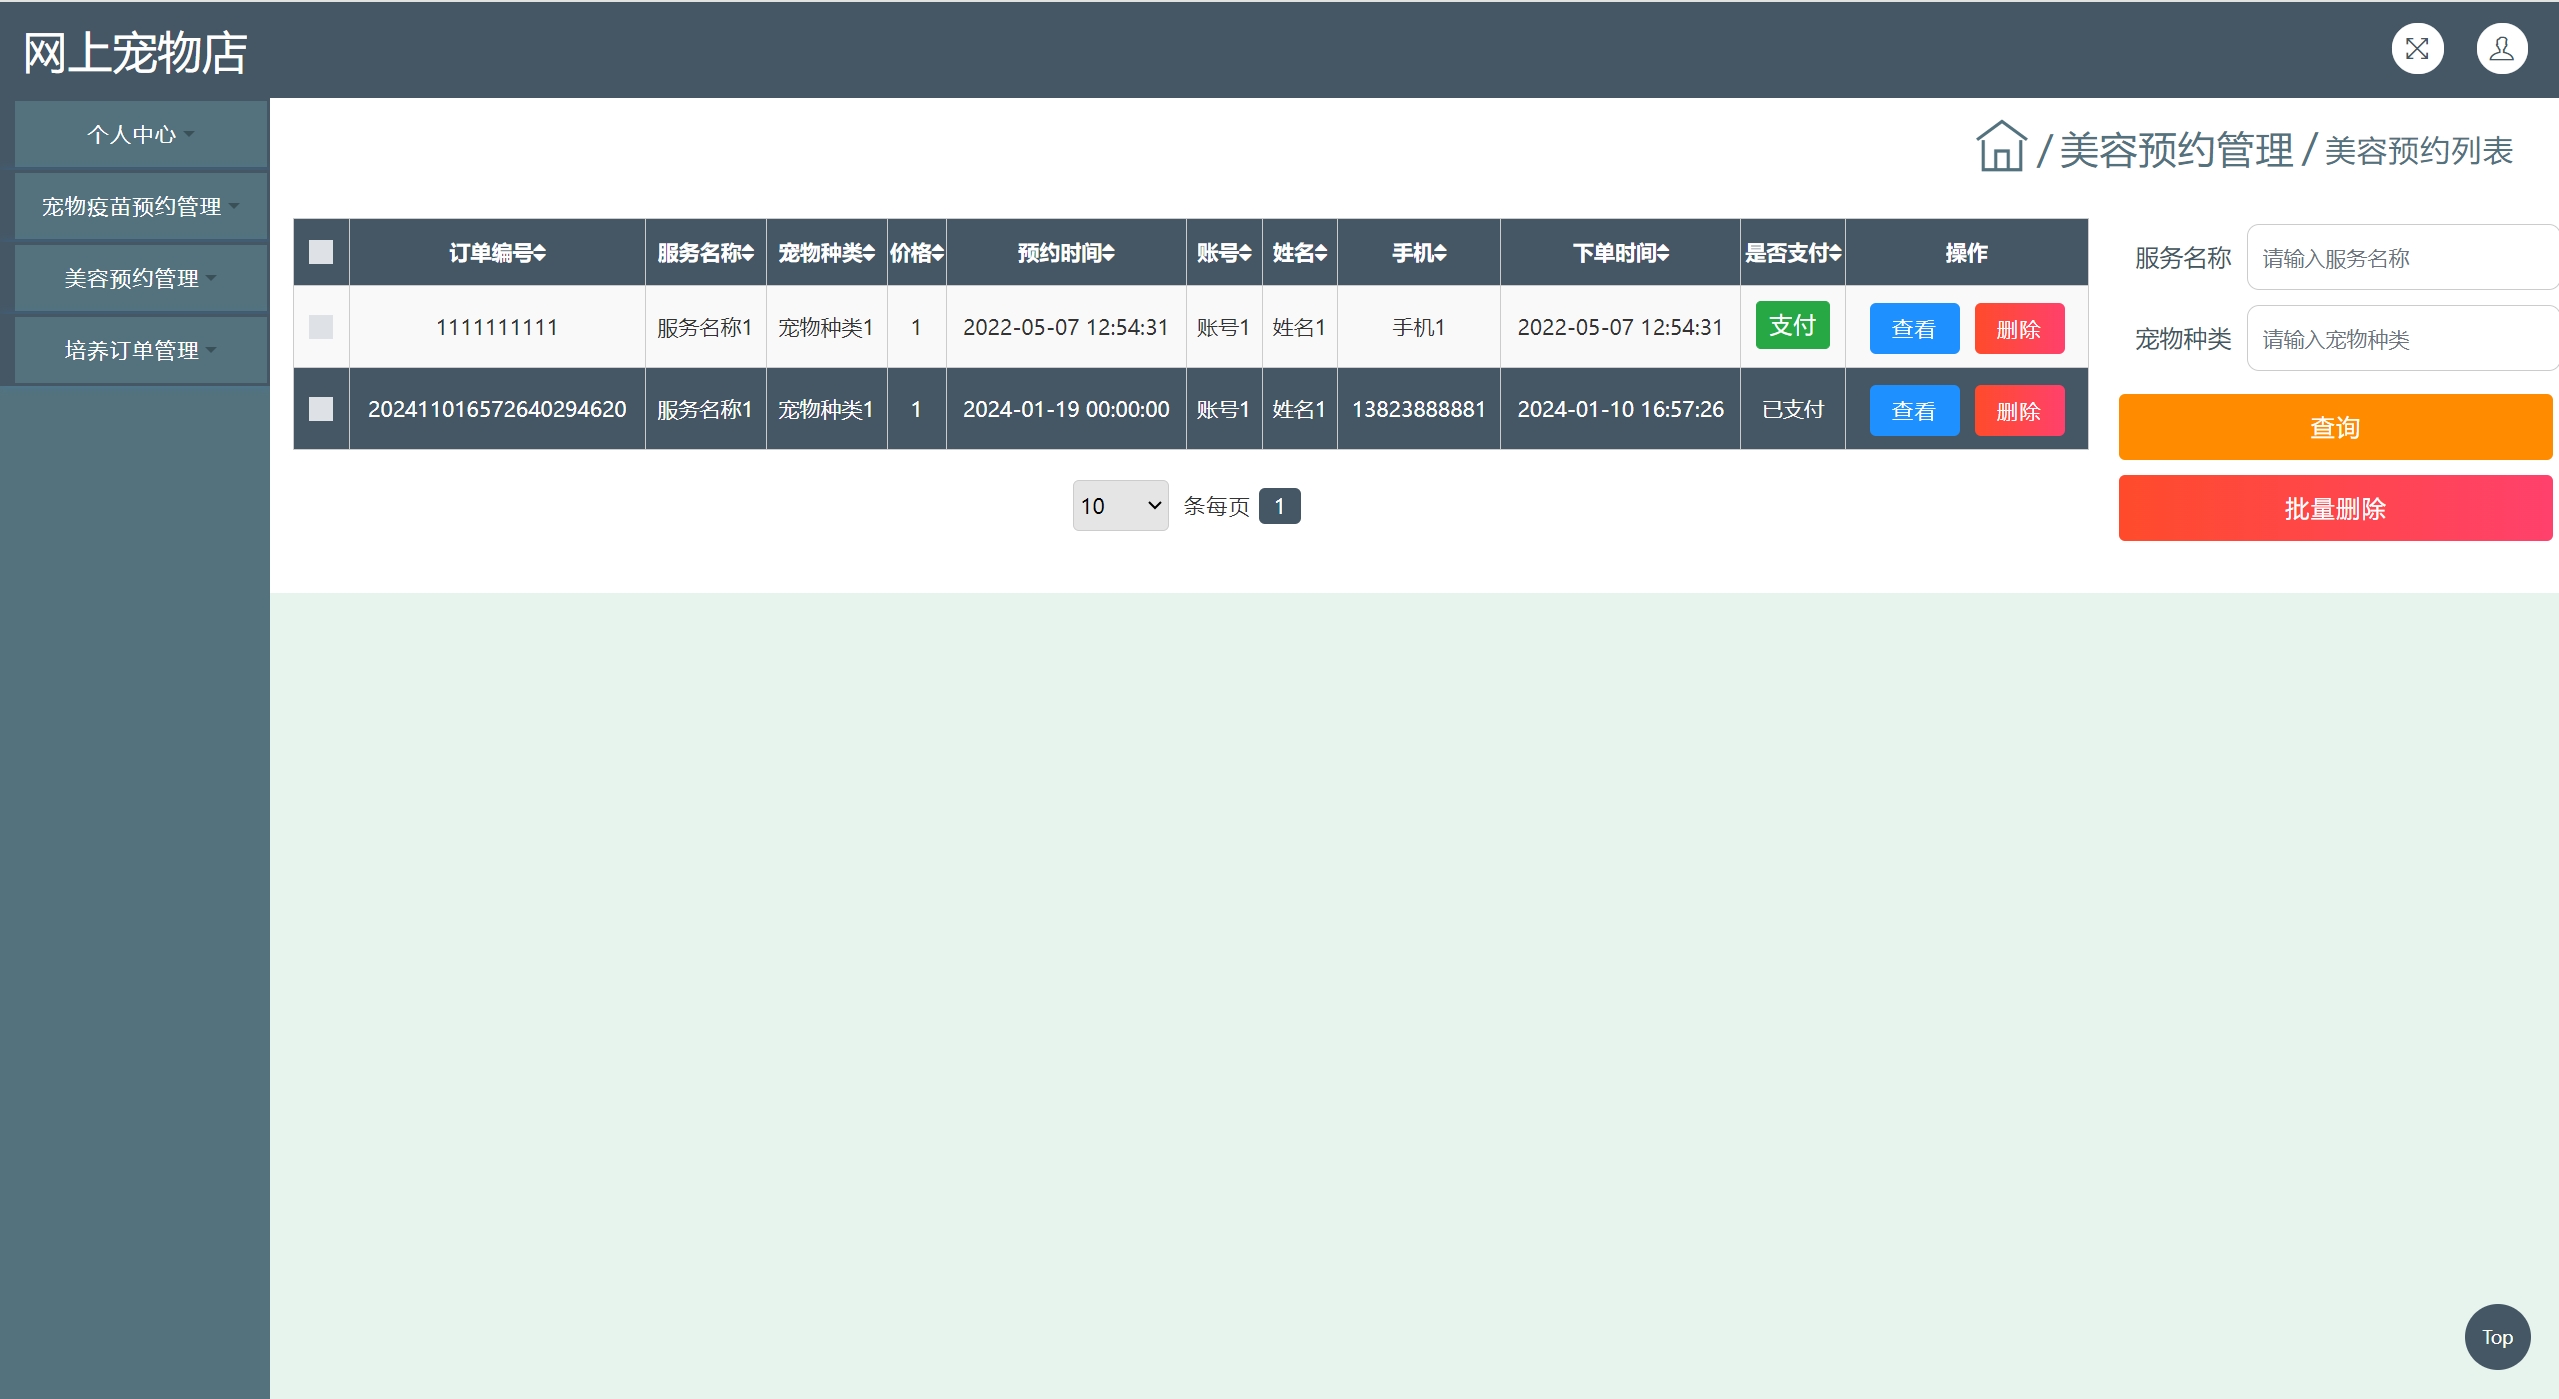 网上宠物店
个人中心
宠物疫苗预约管理
美容预约管理
培养订单管理
/ 美容预约管理 / 美容预约列表
订单编号 服务名称 宠物种类 价格 预约时间 账号 姓名 手机 下单时间 是否支付 操作
1111111111 服务名称1 宠物种类1 1 2022-05-07 12:54:31 账号1 姓名1 手机1 2022-05-07 12:54:31 支付 查看 删除
202411016572640294620 服务名称1 宠物种类1 1 2024-01-19 00:00:00 账号1 姓名1 13823888881 2024-01-10 16:57:26 已支付 查看 删除
10 条每页 1
服务名称 请输入服务名称
宠物种类 请输入宠物种类
查询
批量删除
Top